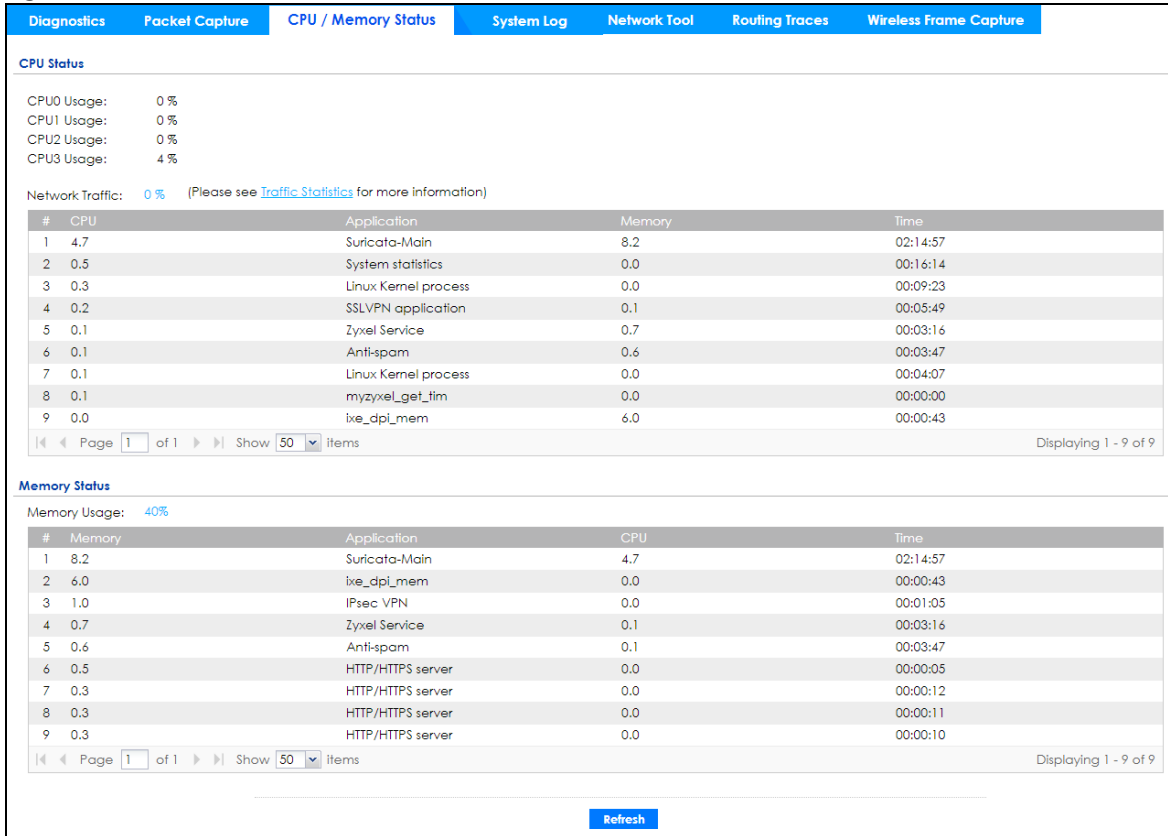 Diagnostics Packet Capture CPU / Memory Status System Log Network Tool Routing Traces Wireless Frame Capture
CPU Status
CPU0 Usage: 0 %
CPU1 Usage: 0 %
CPU2 Usage: 0 %
CPU3 Usage: 4 %
Network Traffic: 0 % (Please see Traffic Statistics for more information)
# CPU Application Memory Time
1 4.7 Suricata-Main 8.2 02:14:57
2 0.5 System statistics 0.0 00:16:14
3 0.3 Linux Kernel process 0.0 00:09:23
4 0.2 SSLVPN application 0.1 00:05:49
5 0.1 Zyxel Service 0.7 00:03:16
6 0.1 Anti-spam 0.6 00:03:47
7 0.1 Linux Kernel process 0.0 00:04:07
8 0.1 myzyxel_get_tim 0.0 00:00:00
9 0.0 ixe_dpi_mem 6.0 00:00:43
Page 1 of 1 Show 50 items Displaying 1 - 9 of 9
Memory Status
Memory Usage: 40%
# Memory Application CPU Time
1 8.2 Suricata-Main 4.7 02:14:57
2 6.0 ixe_dpi_mem 0.0 00:00:43
3 1.0 IPsec VPN 0.0 00:01:05
4 0.7 Zyxel Service 0.1 00:03:16
5 0.6 Anti-spam 0.1 00:03:47
6 0.5 HTTP/HTTPS server 0.0 00:00:05
7 0.3 HTTP/HTTPS server 0.0 00:00:12
8 0.3 HTTP/HTTPS server 0.0 00:00:11
9 0.3 HTTP/HTTPS server 0.0 00:00:10
Page 1 of 1 Show 50 items Displaying 1 - 9 of 9
Refresh